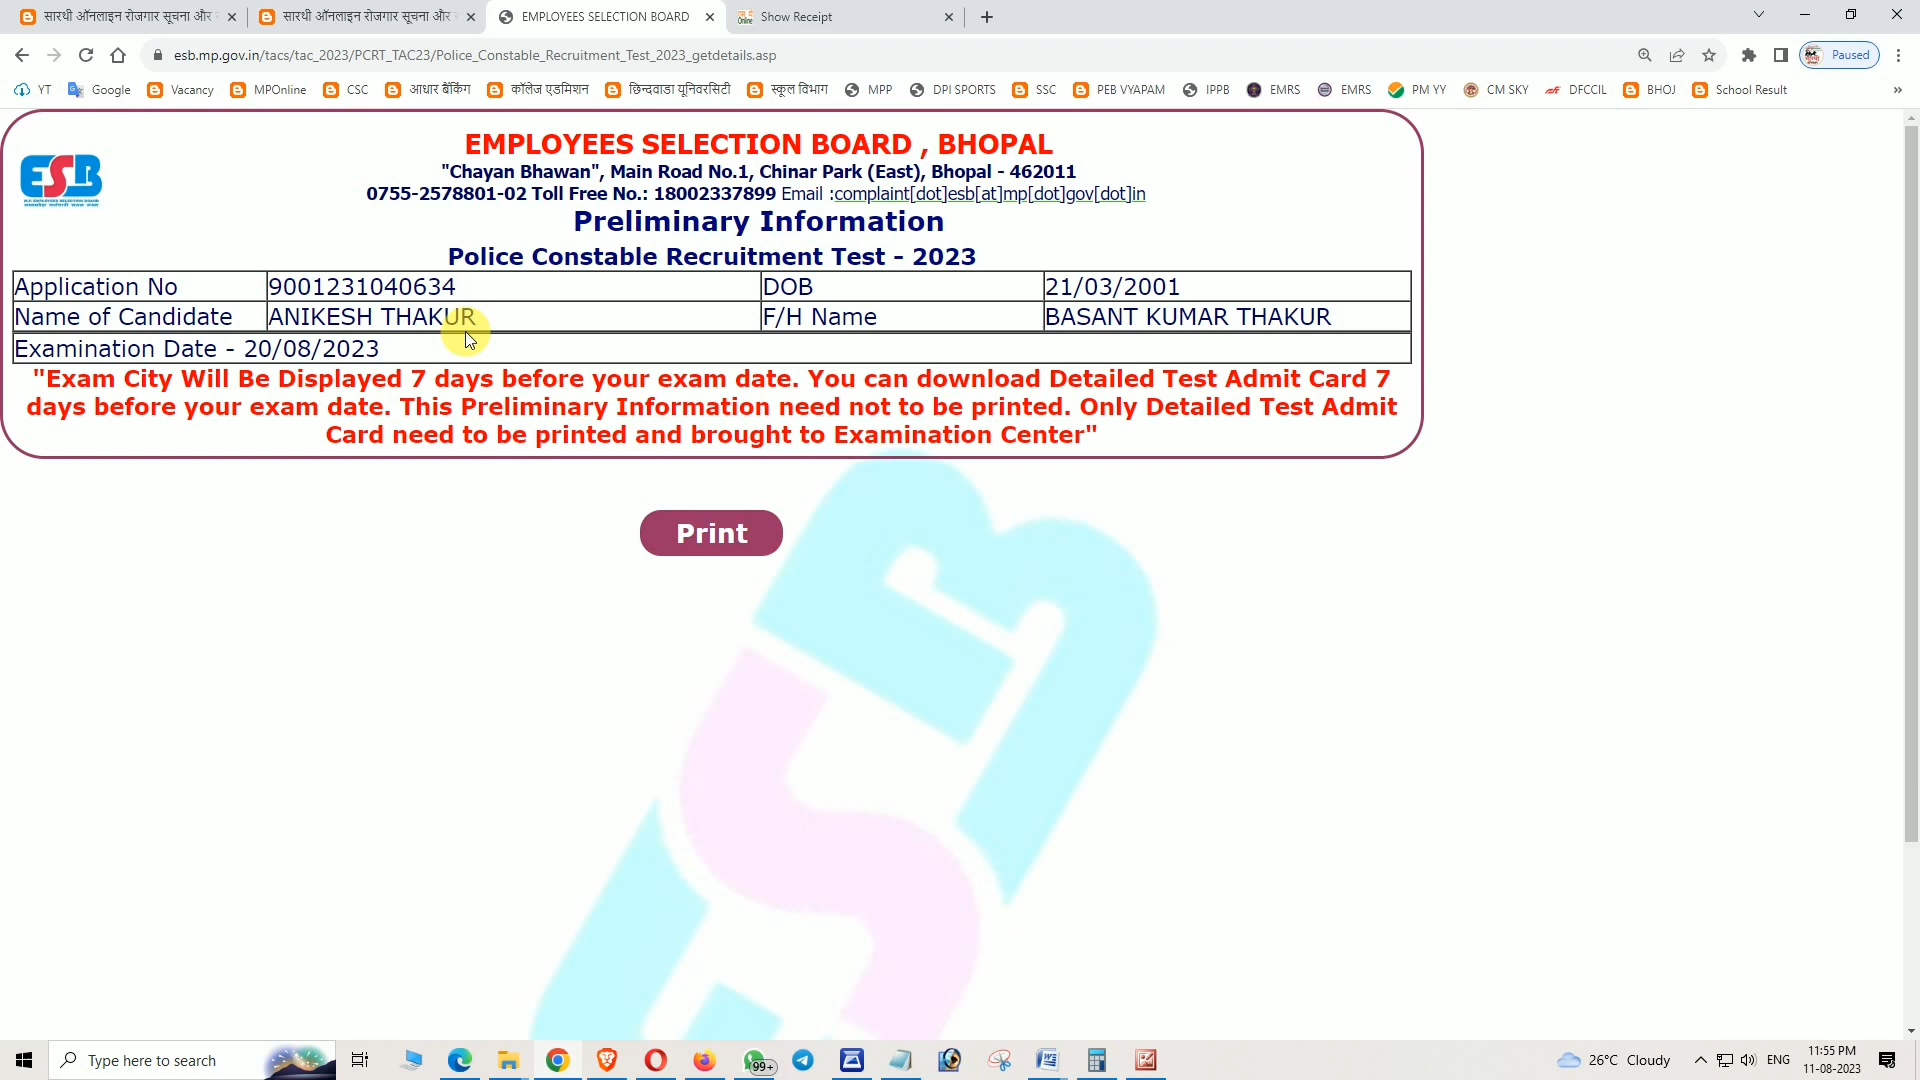 सारथी ऑनलाइन रोजगार सूचना और
सारथी ऑनलाइन रोजगार सूचना और
EMPLOYEES SELECTION BOARD
Show Receipt
esb.mp.gov.in/tacs/tac_2023/PCRT_TAC23/Police_Constable_Recruitment_Test_2023_getdetails.asp
Paused
YT Google Vacancy MPOnline CSC आधार बैंकिंग कॉलेज एडमिशन छिन्दवाडा यूनिवरसिटी स्कूल विभाग MPP DPI SPORTS SSC PEB VYAPAM IPPB EMRS EMRS PM YY CM SKY DFCCIL BHOJ School Result
ESB
EMPLOYEES SELECTION BOARD , BHOPAL
"Chayan Bhawan", Main Road No.1, Chinar Park (East), Bhopal - 462011
0755-2578801-02 Toll Free No.: 18002337899 Email :complaint[dot]esb[at]mp[dot]gov[dot]in
Preliminary Information
Police Constable Recruitment Test - 2023
Application No 9001231040634 DOB 21/03/2001
Name of Candidate ANIKESH THAKUR F/H Name BASANT KUMAR THAKUR
Examination Date - 20/08/2023
"Exam City Will Be Displayed 7 days before your exam date. You can download Detailed Test Admit Card 7
days before your exam date. This Preliminary Information need not to be printed. Only Detailed Test Admit
Card need to be printed and brought to Examination Center"
Print
Type here to search
99+
26°C Cloudy
ENG
11:55 PM
11-08-2023